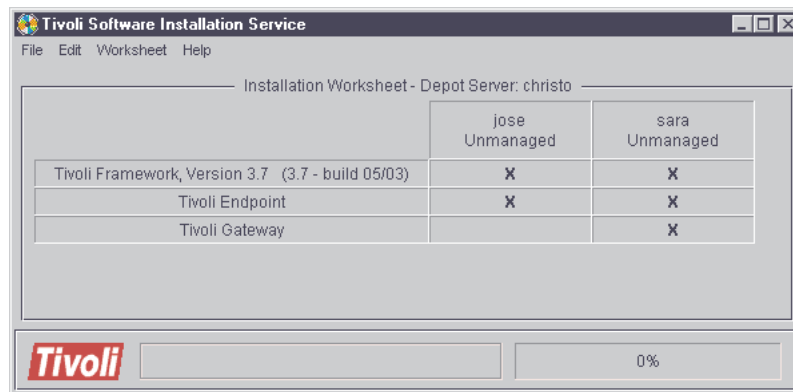 Tivoli Software Installation Service
File Edit Worksheet Help
Installation Worksheet - Depot Server: christo
jose sara
Unmanaged Unmanaged
Tivoli Framework, Version 3.7 (3.7 - build 05/03) X X
Tivoli Endpoint X X
Tivoli Gateway X
Tivoli 0%